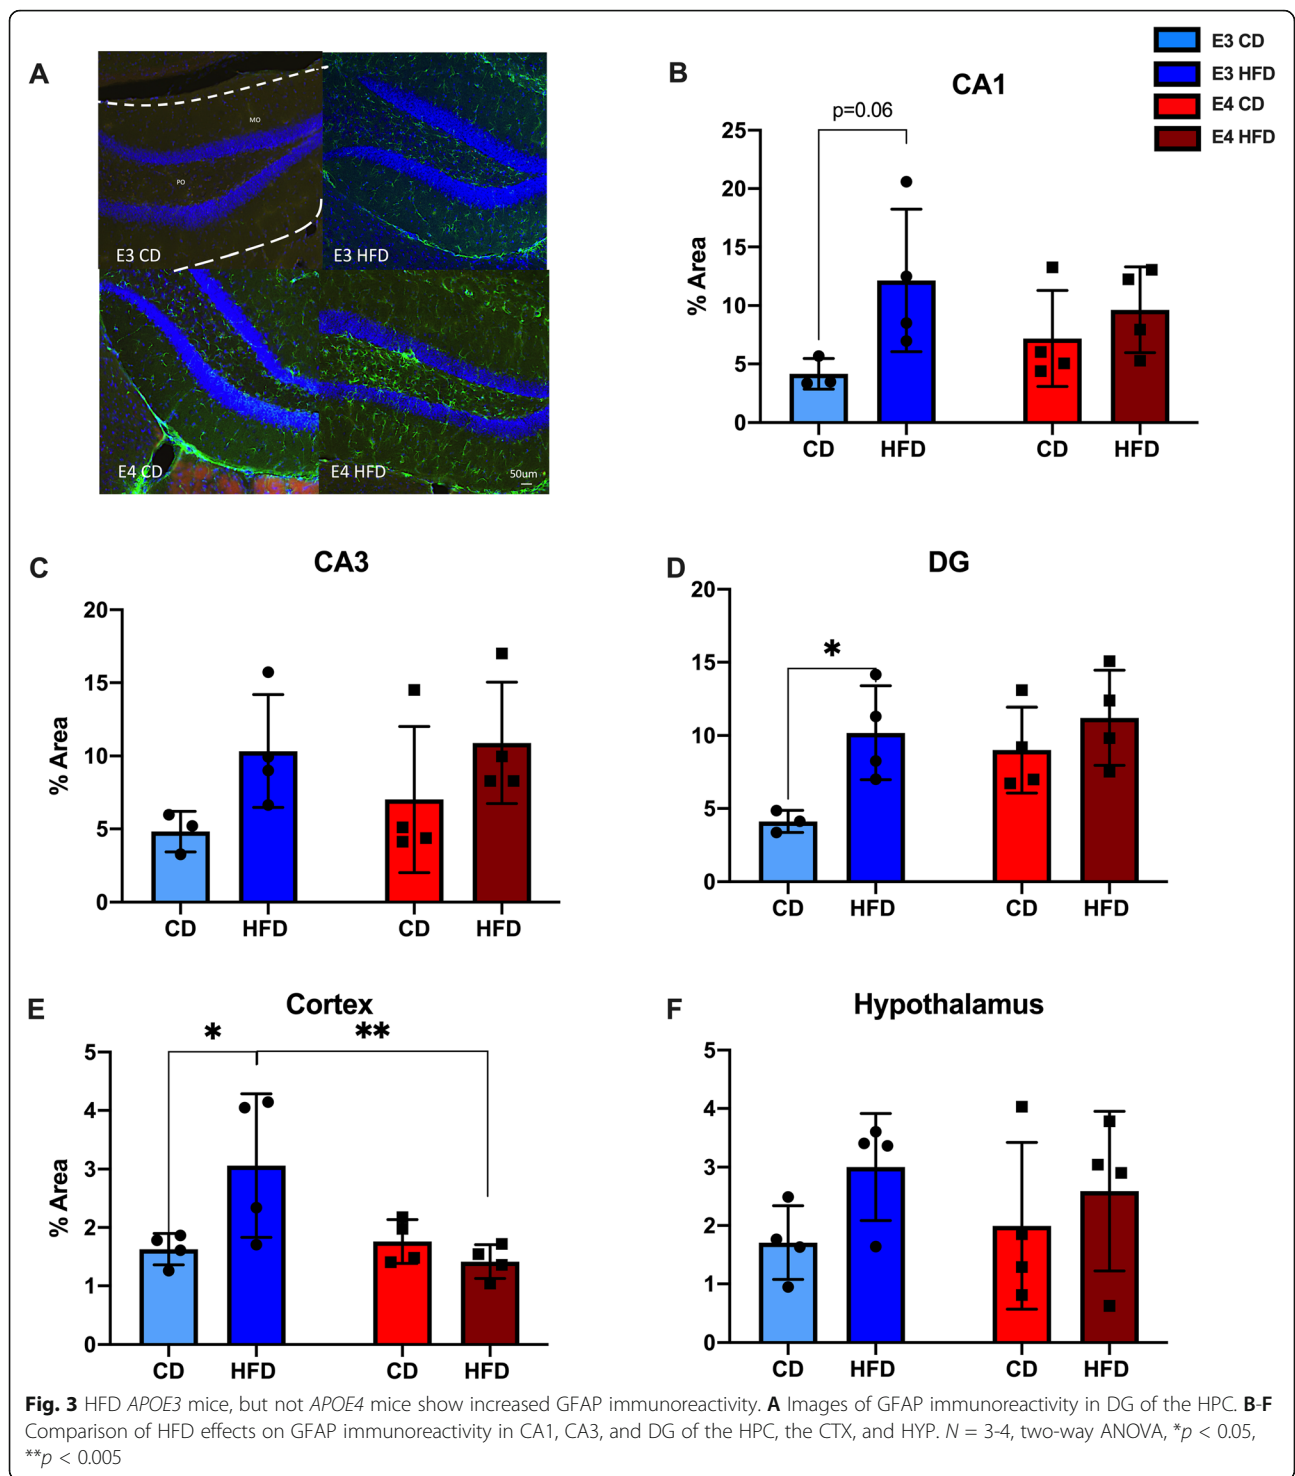 A
MO
PO
E3 CD
E3 HFD
E4 CD
E4 HFD
50um
E3 CD
E3 HFD
E4 CD
E4 HFD
B
CA1
p=0.06
% Area
25
20
15
10
5
0
CD HFD CD HFD
C
CA3
% Area
20
15
10
5
0
CD HFD CD HFD
D
DG
*
20
15
10
5
0
CD HFD CD HFD
E
Cortex
* **
% Area
5
4
3
2
1
0
CD HFD CD HFD
F
Hypothalamus
5
4
3
2
1
0
CD HFD CD HFD
Fig. 3 HFD APOE3 mice, but not APOE4 mice show increased GFAP immunoreactivity. A Images of GFAP immunoreactivity in DG of the HPC. B-F
Comparison of HFD effects on GFAP immunoreactivity in CA1, CA3, and DG of the HPC, the CTX, and HYP. N = 3-4, two-way ANOVA, *p < 0.05,
**p < 0.005